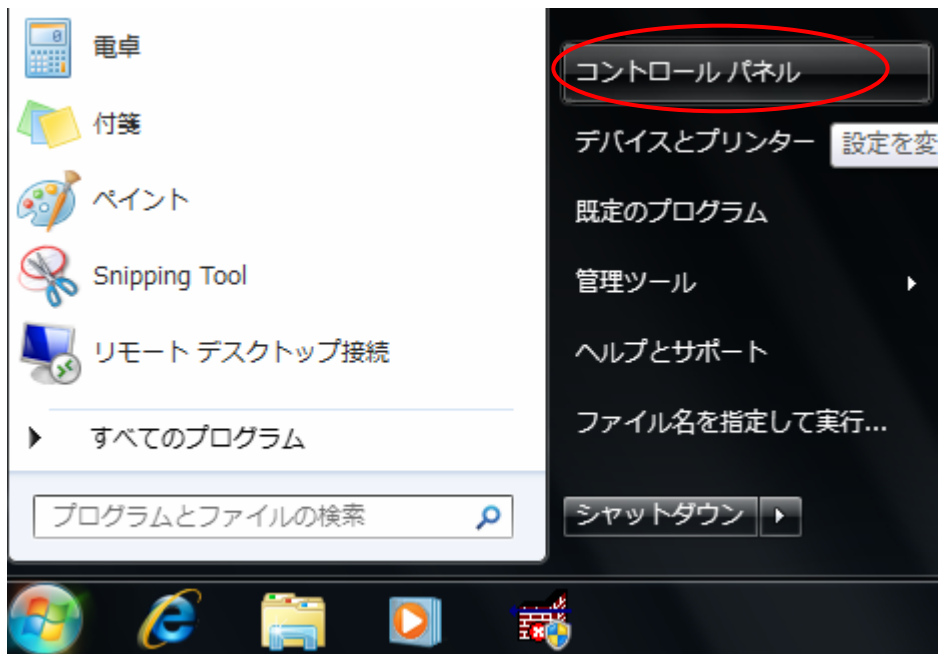 電卓
付箋
ペイント
Snipping Tool
リモート デスクトップ接続
すべてのプログラム
プログラムとファイルの検索
コントロール パネル
デバイスとプリンター
設定を変
既定のプログラム
管理ツール
ヘルプとサポート
ファイル名を指定して実行...
シャットダウン